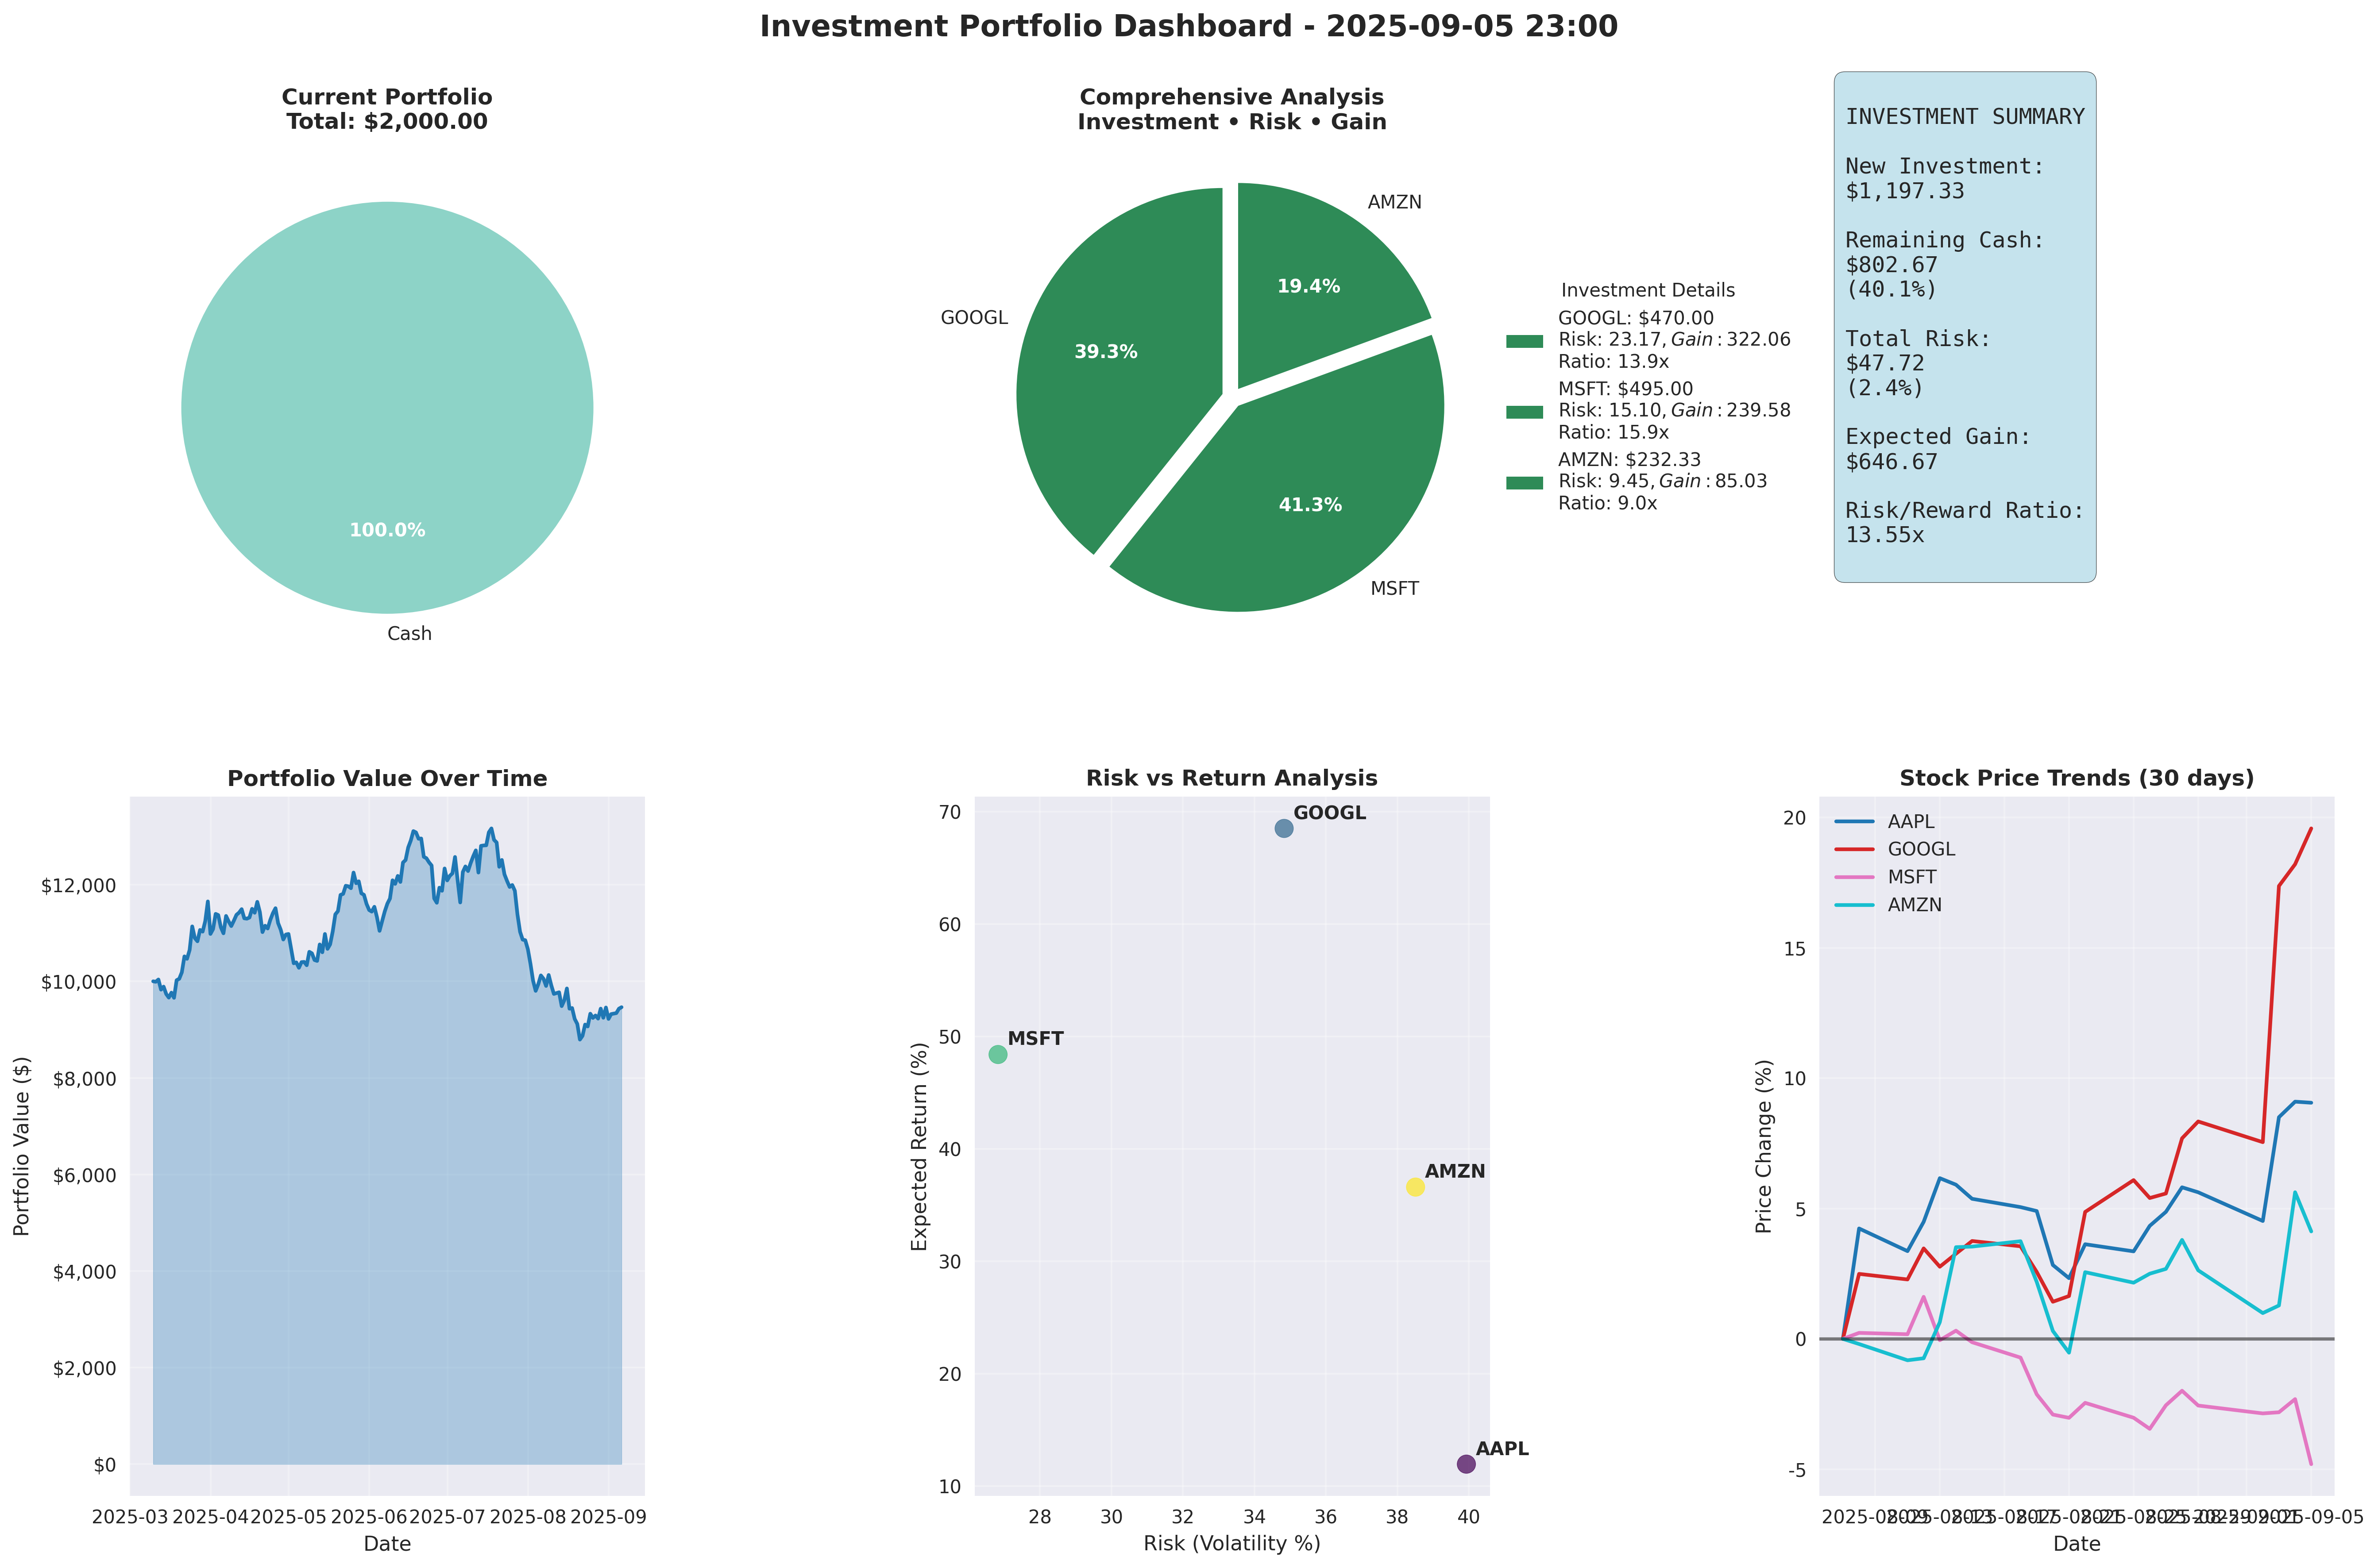 Investment Portfolio Dashboard - 2025-09-05 23:00
Current Portfolio
Total: $2,000.00
100.0%
Cash
Comprehensive Analysis
Investment • Risk • Gain
AMZN
19.4%
GOOGL
39.3%
41.3%
MSFT
Investment Details
GOOGL: $470.00
Risk: 23.17, Gain : 322.06
Ratio: 13.9x
MSFT: $495.00
Risk: 15.10, Gain : 239.58
Ratio: 15.9x
AMZN: $232.33
Risk: 9.45, Gain : 85.03
Ratio: 9.0x
INVESTMENT SUMMARY
New Investment:
$1,197.33
Remaining Cash:
$802.67
(40.1%)
Total Risk:
$47.72
(2.4%)
Expected Gain:
$646.67
Risk/Reward Ratio:
13.55x
Portfolio Value Over Time
Portfolio Value ($)
$12,000
$10,000
$8,000
$6,000
$4,000
$2,000
$0
2025-03 2025-04 2025-05 2025-06 2025-07 2025-08 2025-09
Date
Risk vs Return Analysis
Expected Return (%)
70
60
50
40
30
20
10
GOOGL
MSFT
AMZN
AAPL
28 30 32 34 36 38 40
Risk (Volatility %)
Stock Price Trends (30 days)
AAPL
GOOGL
MSFT
AMZN
Price Change (%)
20
15
10
5
0
-5
2025-09-05
Date